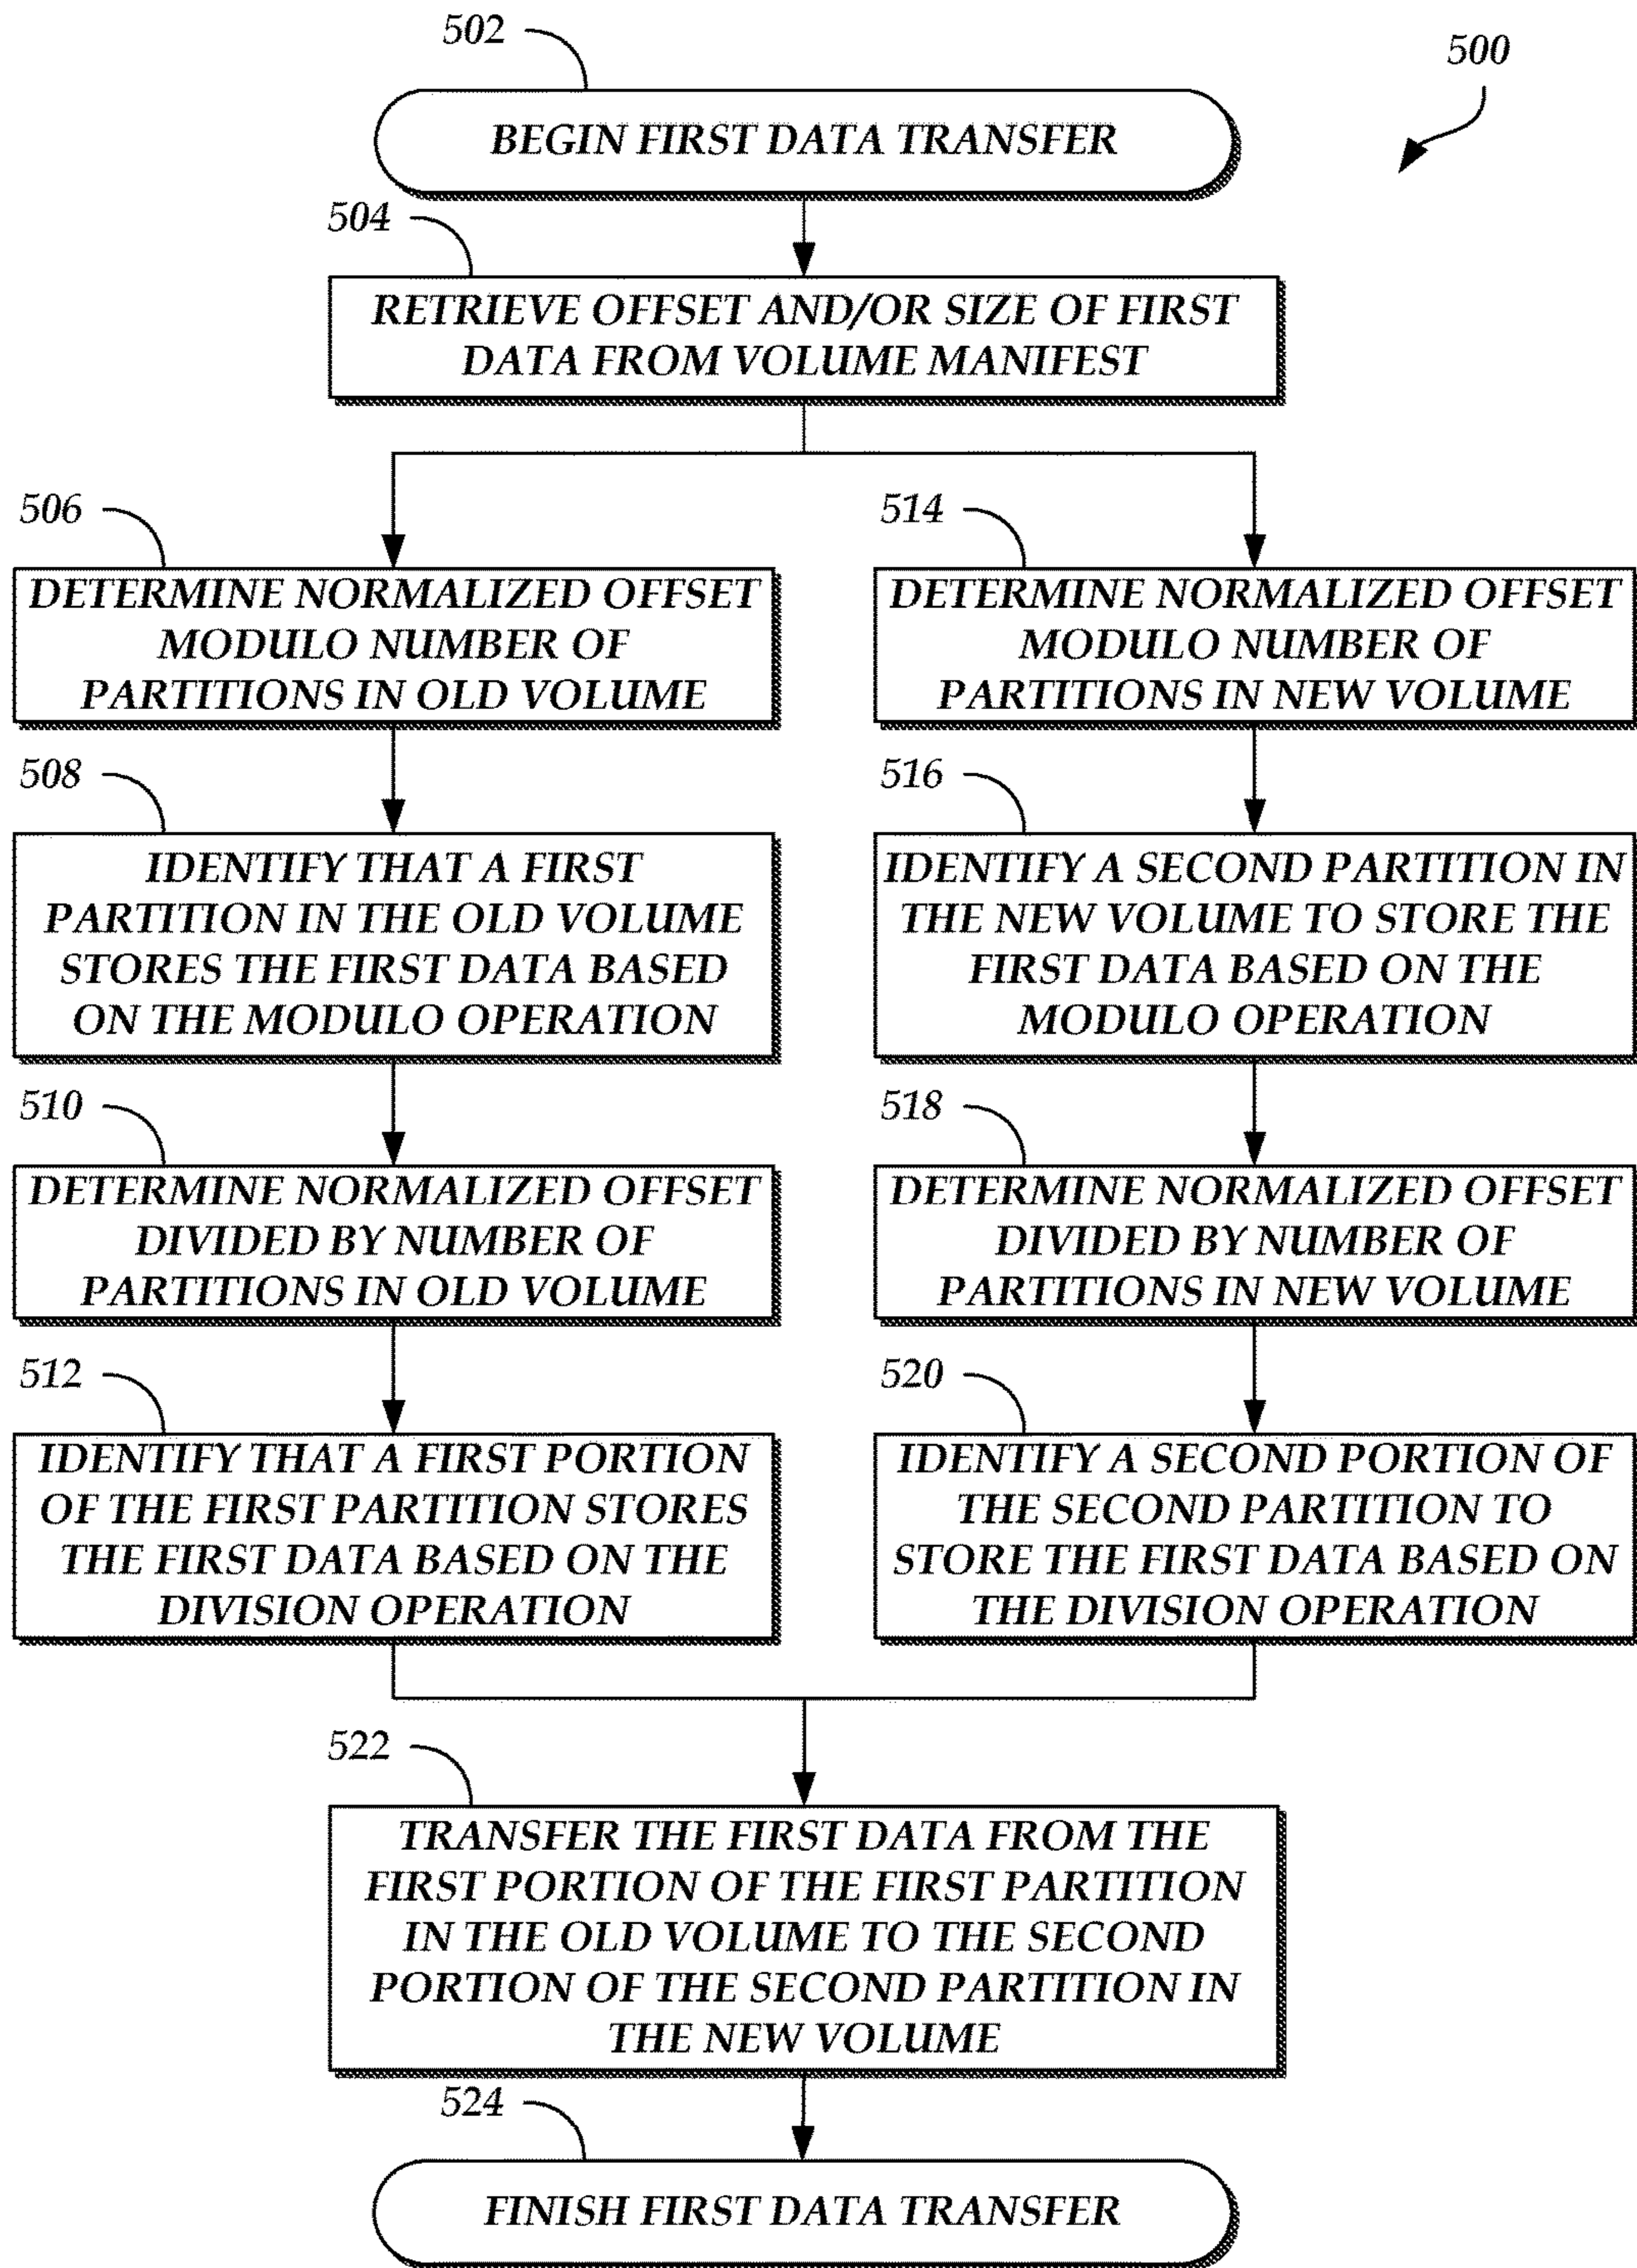 502
500
BEGIN FIRST DATA TRANSFER
504
RETRIEVE OFFSET AND/OR SIZE OF FIRST
DATA FROM VOLUME MANIFEST
506
DETERMINE NORMALIZED OFFSET
MODULO NUMBER OF
PARTITIONS IN OLD VOLUME
508
IDENTIFY THAT A FIRST
PARTITION IN THE OLD VOLUME
STORES THE FIRST DATA BASED
ON THE MODULO OPERATION
510
DETERMINE NORMALIZED OFFSET
DIVIDED BY NUMBER OF
PARTITIONS IN OLD VOLUME
512
IDENTIFY THAT A FIRST PORTION
OF THE FIRST PARTITION STORES
THE FIRST DATA BASED ON THE
DIVISION OPERATION
514
DETERMINE NORMALIZED OFFSET
MODULO NUMBER OF
PARTITIONS IN NEW VOLUME
516
IDENTIFY A SECOND PARTITION IN
THE NEW VOLUME TO STORE THE
FIRST DATA BASED ON THE
MODULO OPERATION
518
DETERMINE NORMALIZED OFFSET
DIVIDED BY NUMBER OF
PARTITIONS IN NEW VOLUME
520
IDENTIFY A SECOND PORTION OF
THE SECOND PARTITION TO
STORE THE FIRST DATA BASED ON
THE DIVISION OPERATION
522
TRANSFER THE FIRST DATA FROM THE
FIRST PORTION OF THE FIRST PARTITION
IN THE OLD VOLUME TO THE SECOND
PORTION OF THE SECOND PARTITION IN
THE NEW VOLUME
524
FINISH FIRST DATA TRANSFER